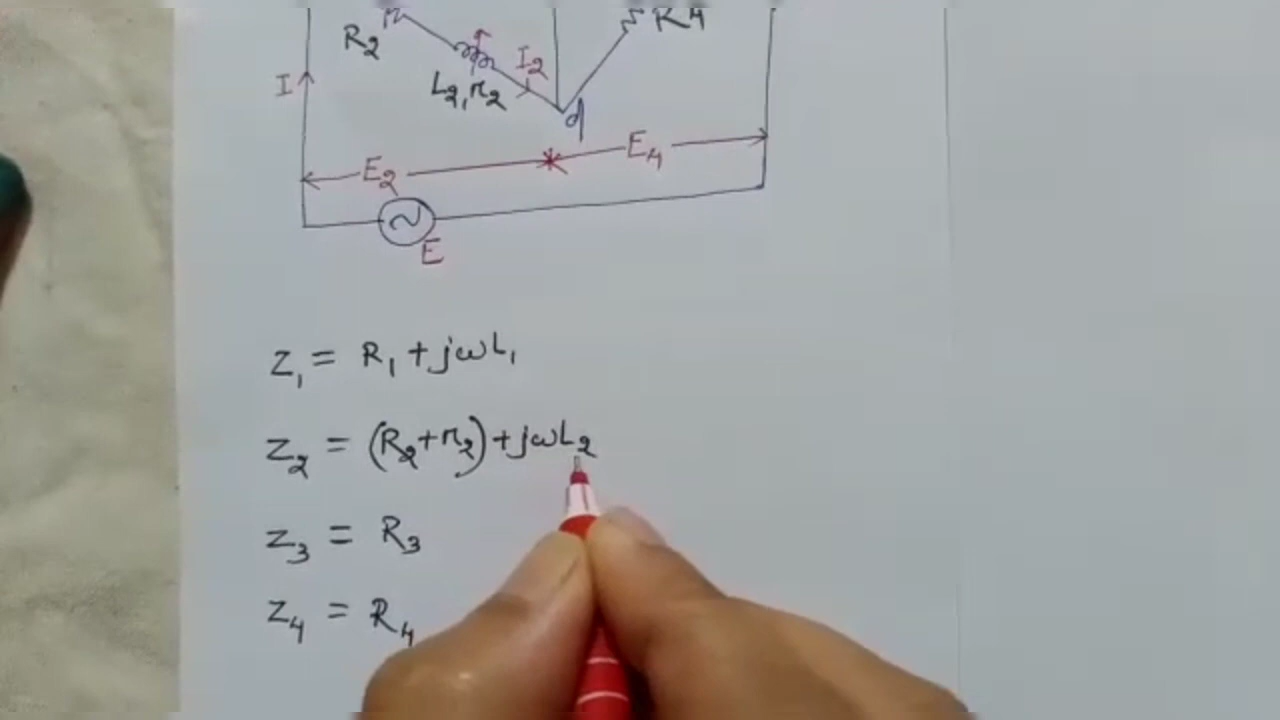 R₂
R4
I
I₂
L₂, r₂
d
E₂
E₄
E
Z₁ = R₁ + jωL₁
Z₂ = (R₂+r₂) + jωL₂
Z₃ = R₃
Z₄ = R₄